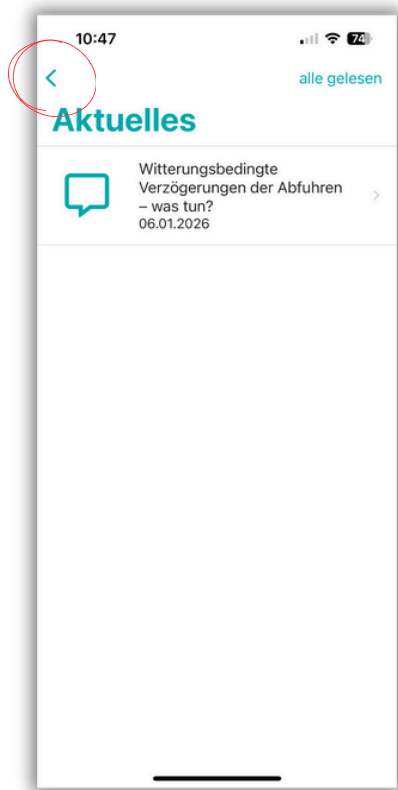 10:47
74
alle gelesen
Aktuelles
Witterungsbedingte
Verzögerungen der Abfuhren
– was tun?
06.01.2026